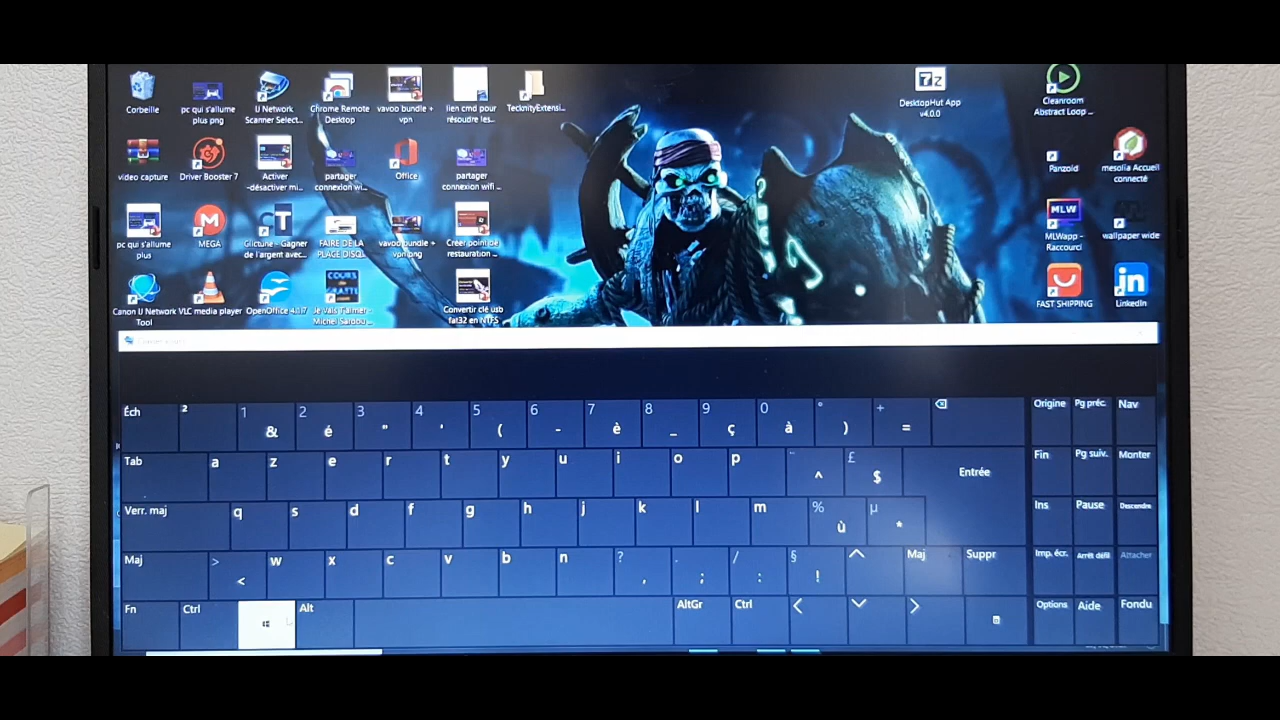 Corbeille
pc qui s'allume
plus png
IJ Network
Scanner Select...
Chrome Remote
Desktop
vavoo bundle +
vpn
lien cmd pour
résoudre les...
TecknityExtensi...
7z
DesktopHut App
v4.0.0
Cleanroom
Abstract Loop ...
video capture
Driver Booster 7
Activer
-désactiver mi...
partager
connexion wi...
Office
partager
connexion wifi ...
Panzoid
mesolia Accueil
connecté
pc qui s'allume
plus
MEGA
Glictune - Gagner
de l'argent avec...
FAIRE DE LA
PLACE DISQ...
vavoo bundle +
vpn png
Créer point de
restauration ...
MLW
MLWapp -
Raccourci
wallpaper wide
Canon IJ Network
Tool
VLC media player
OpenOffice 4.1.7
COURS
Je Vais T'aimer -
Michel Sardou ...
Convertir clé usb
fat32 en NTFS
FAST SHIPPING
in
LinkedIn
Éch ² 1 & 2 é 3 " 4 ' 5 ( 6 - 7 è 8 _ 9 ç 0 à ° ) + = Origine Pg préc. Nav
Tab a z e r t y u i o p ¨ ^ £ $ Entrée Fin Pg suiv. Monter
Verr. maj q s d f g h j k l m % ù µ * Ins Pause Descendre
Maj > < w x c v b n ? , . ; / : § ! Maj Suppr Imp. écr. Arrêt défil Attacher
Fn Ctrl Alt AltGr Ctrl Options Aide Fondu